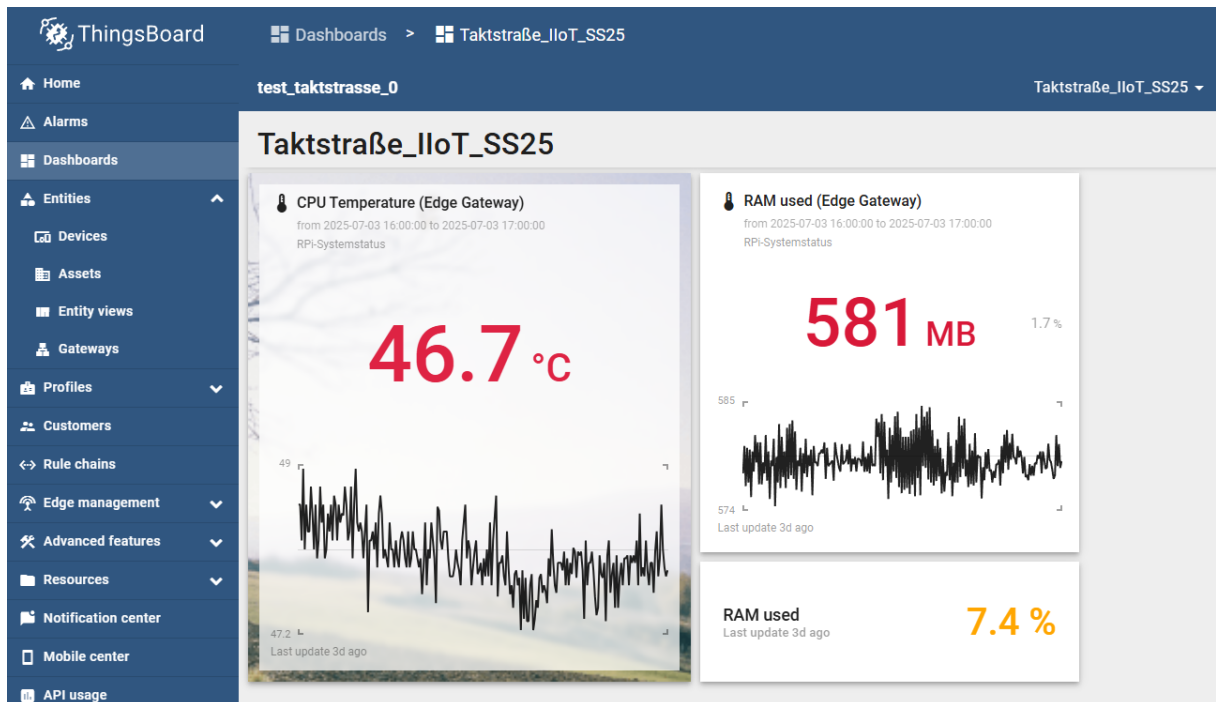 ThingsBoard
Dashboards > Taktstraße_IIoT_SS25
Home
test_taktstrasse_0
Taktstraße_IIoT_SS25
Alarms
Dashboards
Entities
Devices
Assets
Entity views
Gateways
Profiles
Customers
Rule chains
Edge management
Advanced features
Resources
Notification center
Mobile center
API usage
Taktstraße_IIoT_SS25
CPU Temperature (Edge Gateway)
from 2025-07-03 16:00:00 to 2025-07-03 17:00:00
RPi-Systemstatus
46.7 °C
49
47.2
Last update 3d ago
RAM used (Edge Gateway)
from 2025-07-03 16:00:00 to 2025-07-03 17:00:00
RPi-Systemstatus
581 MB
1.7 %
585
574
Last update 3d ago
RAM used
Last update 3d ago
7.4 %